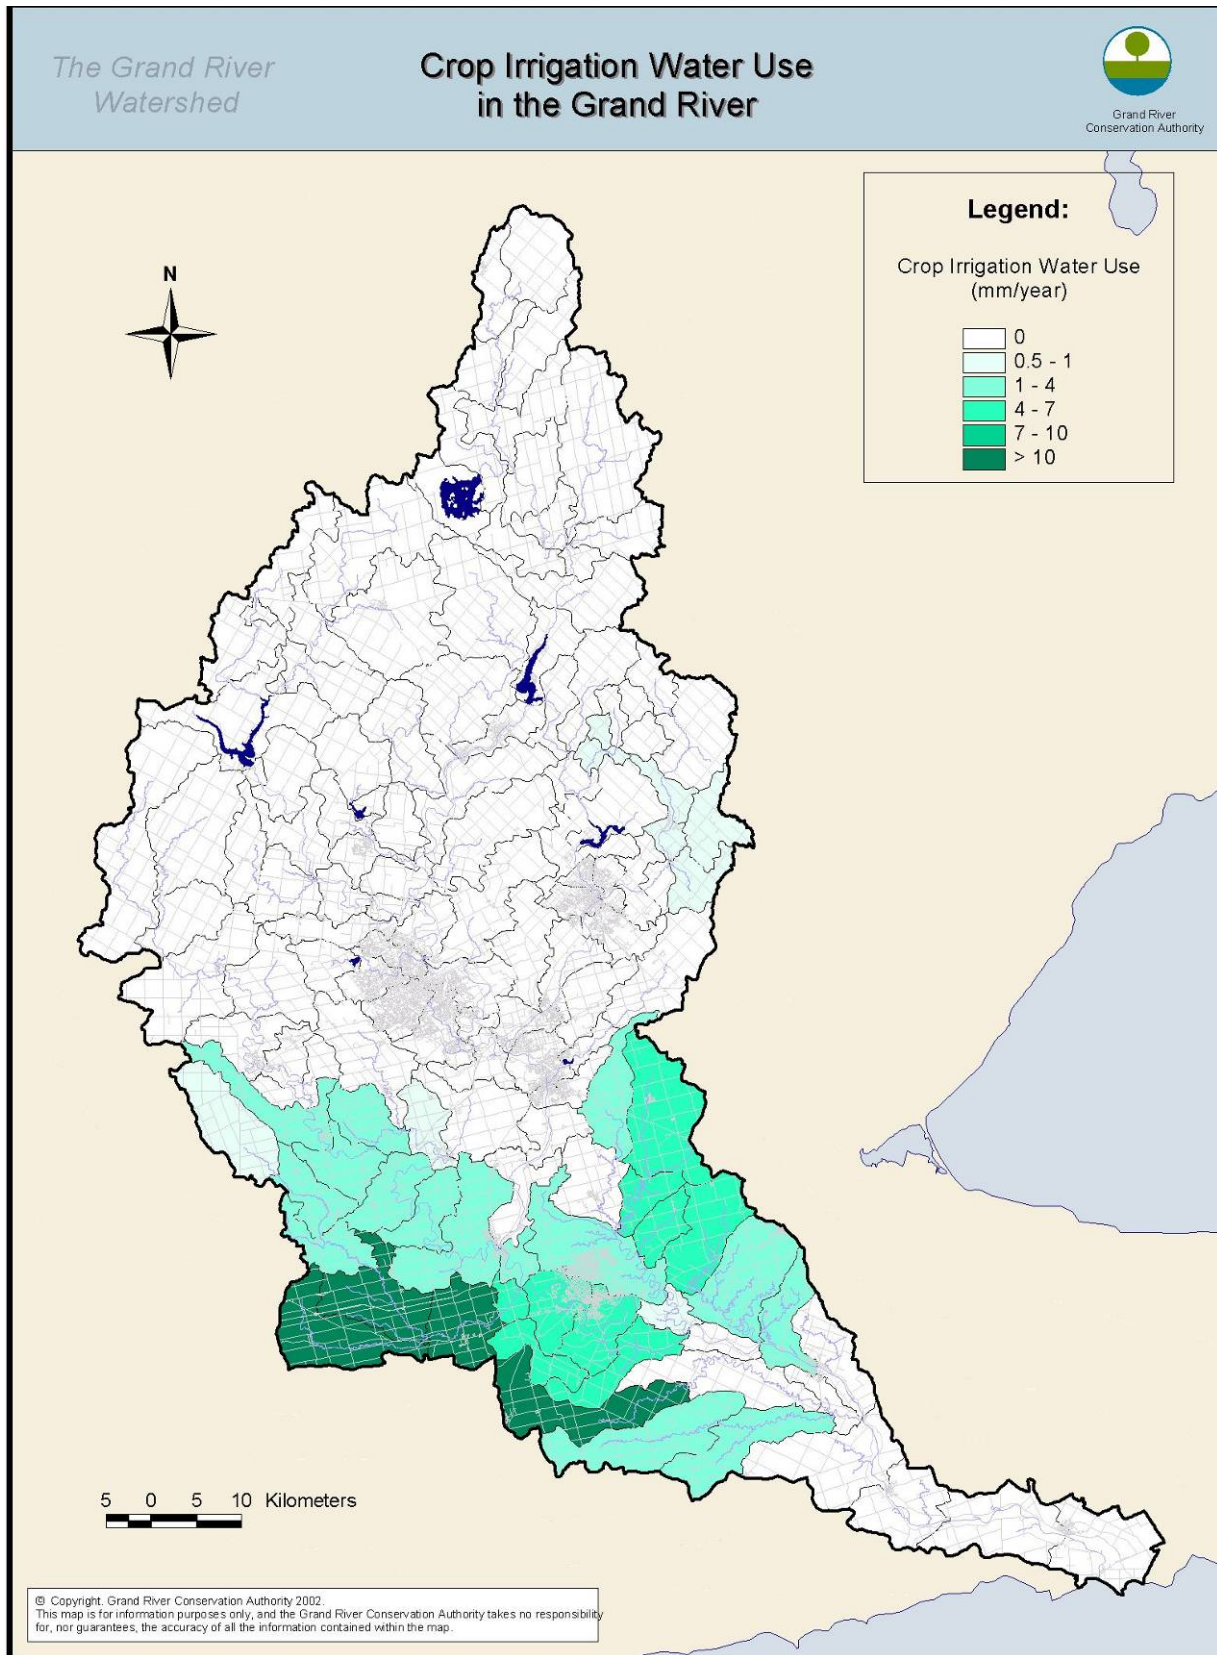 The Grand River
Watershed
Crop Irrigation Water Use
in the Grand River
Grand River
Conservation Authority
Legend:
Crop Irrigation Water Use
(mm/year)
0
0.5 - 1
1 - 4
4 - 7
7 - 10
> 10
N
5 0 5 10 Kilometers
© Copyright. Grand River Conservation Authority 2002.
This map is for information purposes only, and the Grand River Conservation Authority takes no responsibility
for, nor guarantees, the accuracy of all the information contained within the map.